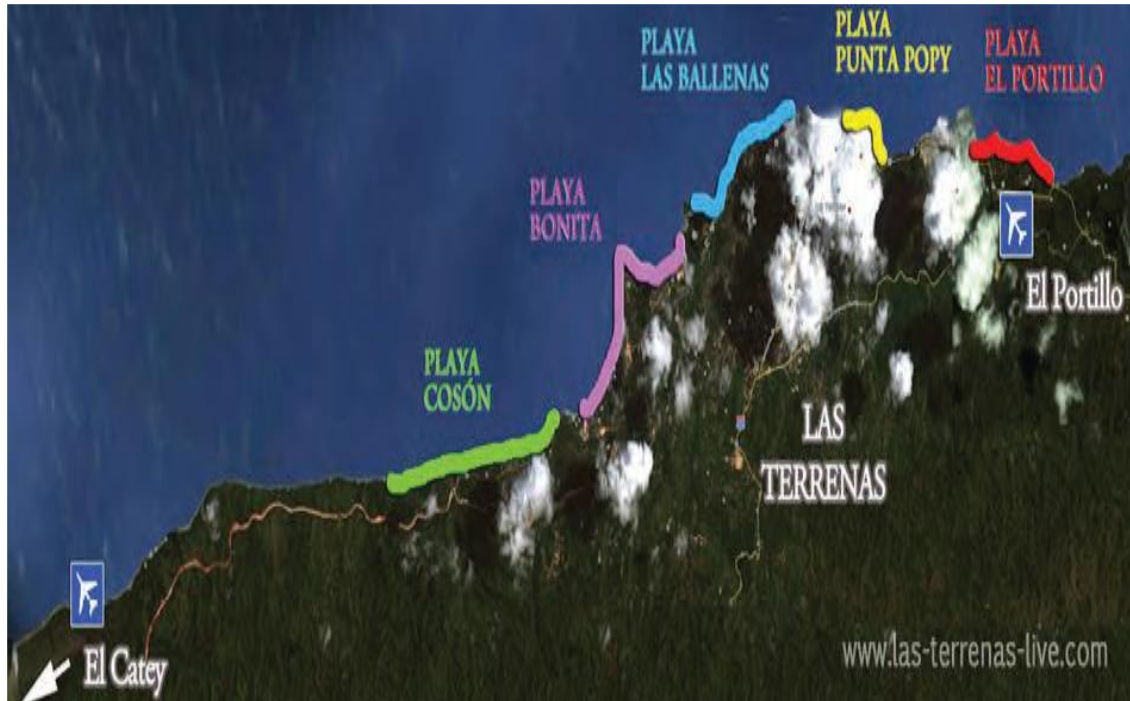 PLAYA
LAS BALLENAS
PLAYA
PUNTA POPY
PLAYA
EL PORTILLO
PLAYA
BONITA
El Portillo
PLAYA
COSÓN
LAS
TERRENAS
El Catey
www.las-terrenas-live.com